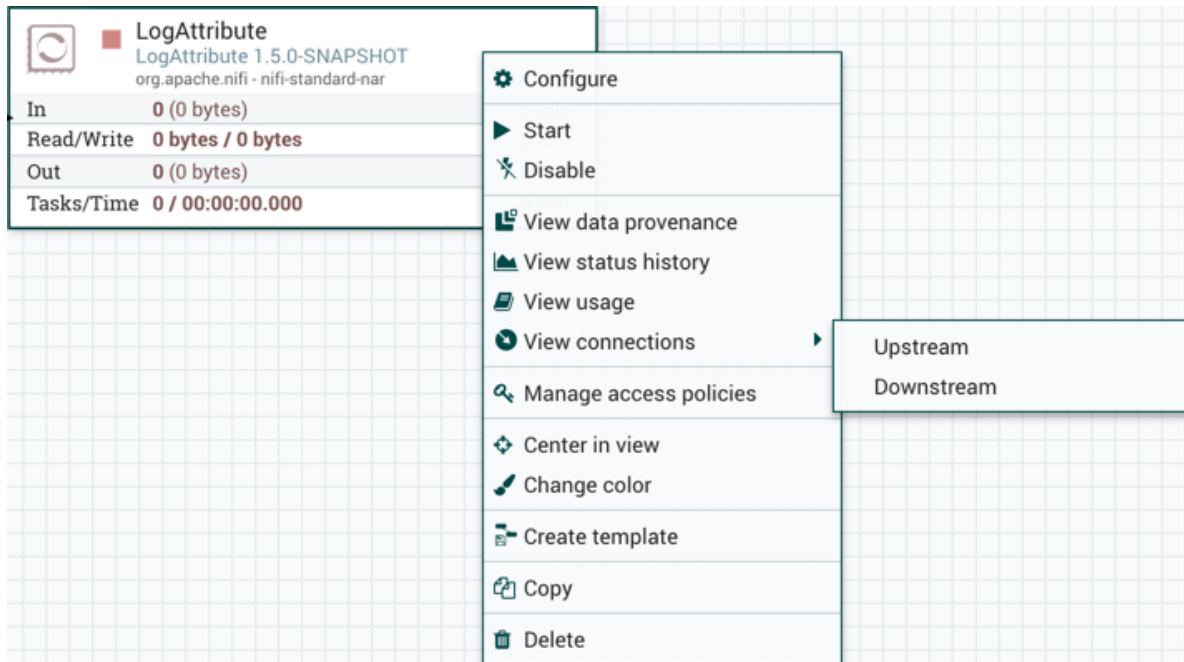 LogAttribute
LogAttribute 1.5.0-SNAPSHOT
org.apache.nifi - nifi-standard-nar
In 0 (0 bytes)
Read/Write 0 bytes / 0 bytes
Out 0 (0 bytes)
Tasks/Time 0 / 00:00:00.000
Configure
Start
Disable
View data provenance
View status history
View usage
View connections
Upstream
Downstream
Manage access policies
Center in view
Change color
Create template
Copy
Delete